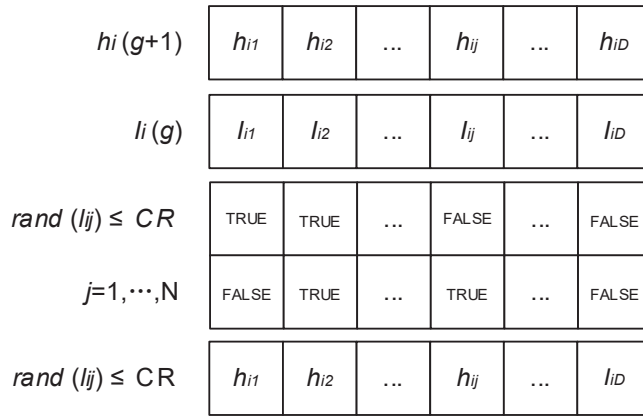 hi (g+1) hi1 hi2 ... hij ... hiD
Ii (g) Ii1 Ii2 ... Iij ... IiD
rand (Iij) ≤ CR TRUE TRUE ... FALSE ... FALSE
j=1,···,N FALSE TRUE ... TRUE ... FALSE
rand (Iij) ≤ CR hi1 hi2 ... hij ... IiD